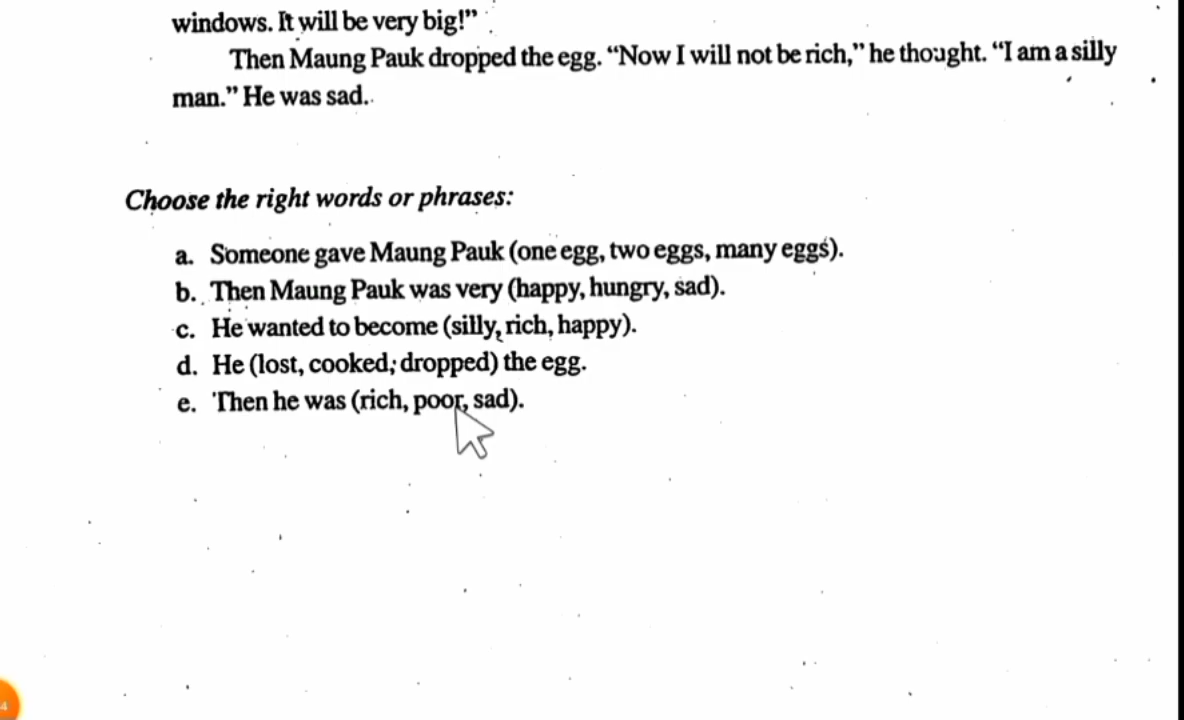 windows. It will be very big!”
Then Maung Pauk dropped the egg. “Now I will not be rich,” he thought. “I am a silly
man.” He was sad.
Choose the right words or phrases:
a. Someone gave Maung Pauk (one egg, two eggs, many eggs).
b. Then Maung Pauk was very (happy, hungry, sad).
c. He wanted to become (silly, rich, happy).
d. He (lost, cooked, dropped) the egg.
e. Then he was (rich, poor, sad).
4